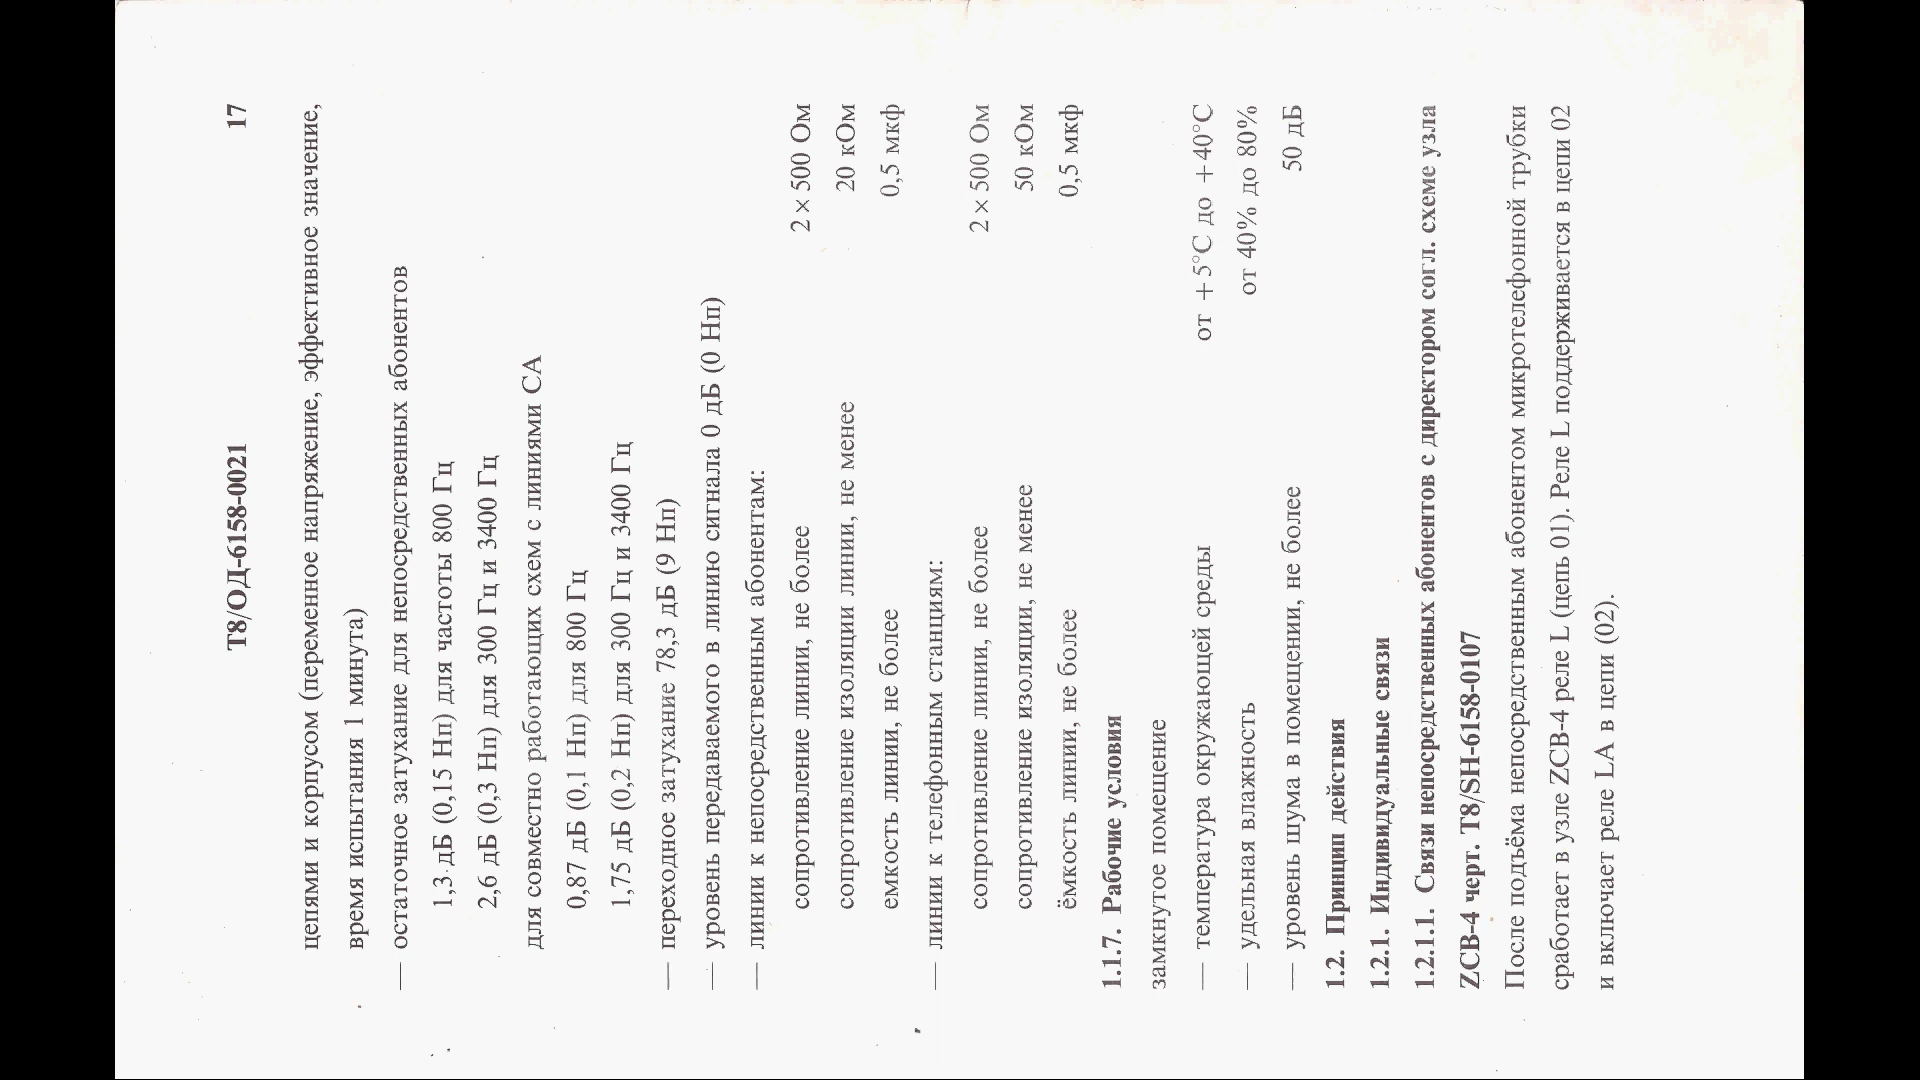 Т8/ОД-6158-0021 17
цепями и корпусом (переменное напряжение, эффективное значение,
время испытания 1 минута)
— остаточное затухание для непосредственных абонентов
1,3 дБ (0,15 Нп) для частоты 800 Гц
2,6 дБ (0,3 Нп) для 300 Гц и 3400 Гц
для совместно работающих схем с линиями СА
0,87 дБ (0,1 Нп) для 800 Гц
1,75 дБ (0,2 Нп) для 300 Гц и 3400 Гц
— переходное затухание 78,3 дБ (9 Нп)
— уровень передаваемого в линию сигнала 0 дБ (0 Нп)
— линии к непосредственным абонентам:
сопротивление линии, не более 2 × 500 Ом
сопротивление изоляции линии, не менее 20 кОм
емкость линии, не более 0,5 мкф
— линии к телефонным станциям:
сопротивление линии, не более 2 × 500 Ом
сопротивление изоляции, не менее 50 кОм
ёмкость линии, не более 0,5 мкф
1.1.7. Рабочие условия
замкнутое помещение
— температура окружающей среды от +5°С до +40°С
— удельная влажность от 40% до 80%
— уровень шума в помещении, не более 50 дБ
1.2. Принцип действия
1.2.1. Индивидуальные связи
1.2.1.1. Связи непосредственных абонентов с директором согл. схеме узла
ZCB-4 черт. T8/SH-6158-0107
После подъёма непосредственным абонентом микротелефонной трубки
сработает в узле ZCB-4 реле L (цепь 01). Реле L поддерживается в цепи 02
и включает реле LA в цепи (02).